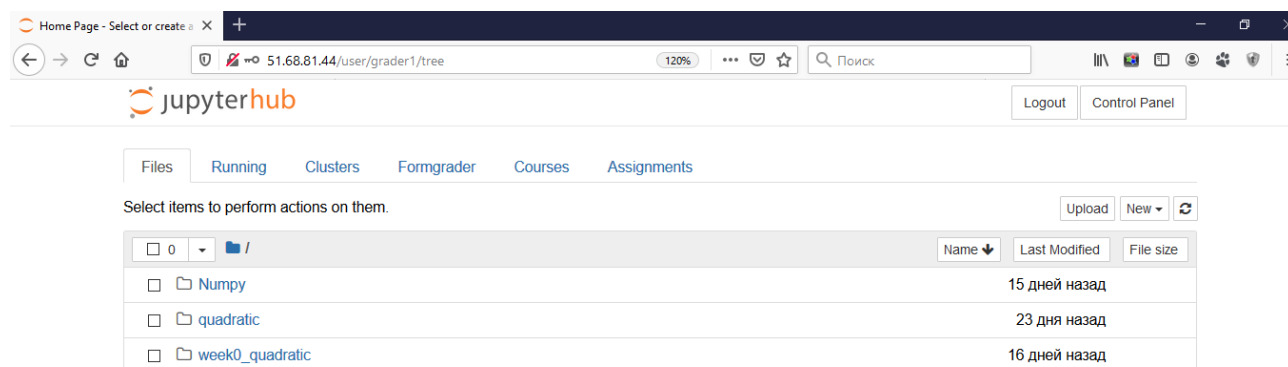 Home Page - Select or create a
51.68.81.44/user/grader1/tree
120%
Поиск
jupyterhub
Logout
Control Panel
Files
Running
Clusters
Formgrader
Courses
Assignments
Select items to perform actions on them.
Upload
New
0
/
Name
Last Modified
File size
Numpy
15 дней назад
quadratic
23 дня назад
week0_quadratic
16 дней назад